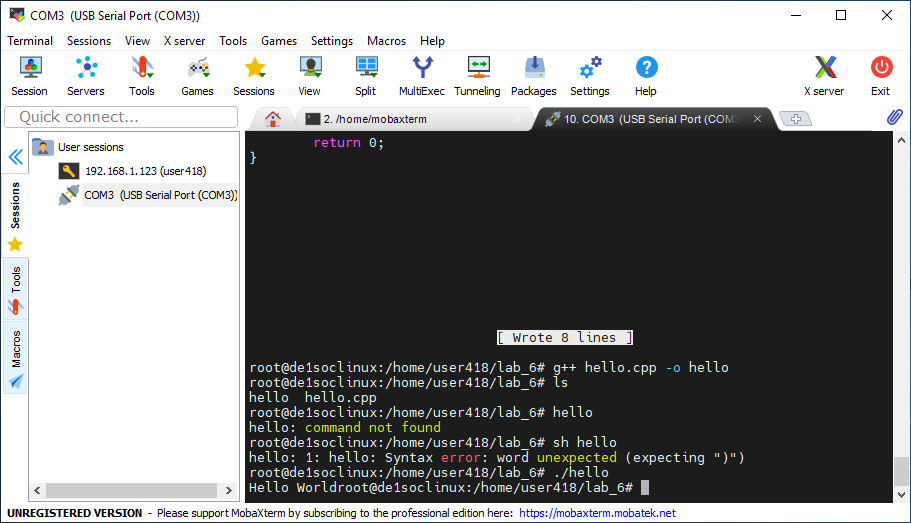 COM3 (USB Serial Port (COM3))
Terminal Sessions View X server Tools Games Settings Macros Help
Session Servers Tools Games Sessions View Split MultiExec Tunneling Packages Settings Help X server Exit
Quick connect...
2. /home/mobaxterm
10. COM3 (USB Serial Port (COM3
User sessions
192.168.1.123 (user418)
COM3 (USB Serial Port (COM3))
Sessions
Tools
Macros
return 0;
}
[ Wrote 8 lines ]
root@de1soclinux:/home/user418/lab_6# g++ hello.cpp -o hello
root@de1soclinux:/home/user418/lab_6# ls
hello  hello.cpp
root@de1soclinux:/home/user418/lab_6# hello
hello: command not found
root@de1soclinux:/home/user418/lab_6# sh hello
hello: 1: hello: Syntax error: word unexpected (expecting ")")
root@de1soclinux:/home/user418/lab_6# ./hello
Hello Worldroot@de1soclinux:/home/user418/lab_6#
UNREGISTERED VERSION - Please support MobaXterm by subscribing to the professional edition here: https://mobaxterm.mobatek.net